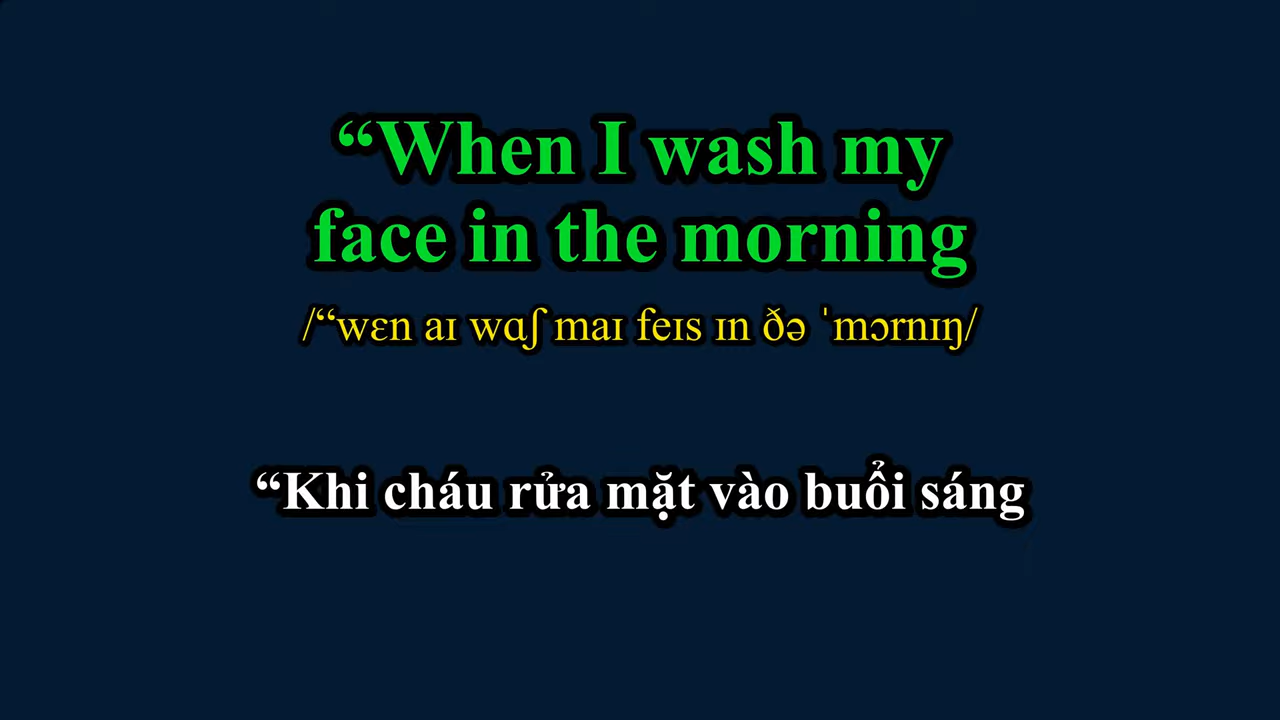 “When I wash my
face in the morning
/“wɛn aɪ wɑʃ maɪ feɪs ɪn ðə ˈmɔrnɪŋ/
“Khi cháu rửa mặt vào buổi sáng